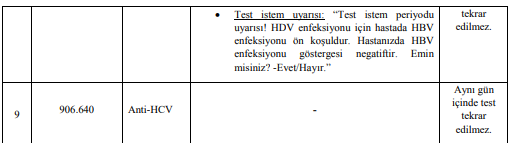 • Test istem uyarısı: “Test istem periyodu
uyarısı! HDV enfeksiyonu için hastada HBV
enfeksiyonu ön koşuldur. Hastanızda HBV
enfeksiyonu göstergesi negatiftir. Emin
misiniz? -Evet/Hayır.”
tekrar
edilmez.
9
906.640
Anti-HCV
-
Aynı gün
içinde test
tekrar
edilmez.